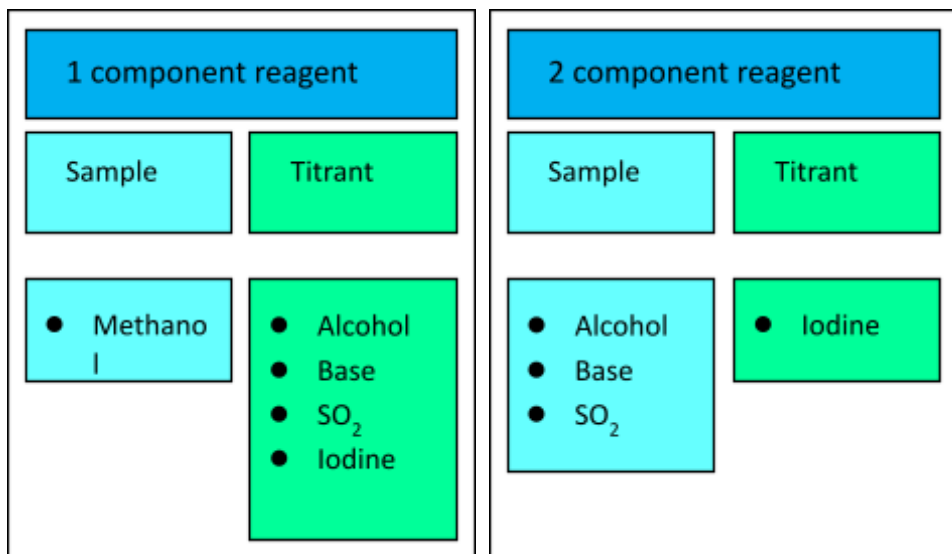 1 component reagent
Sample
Titrant
● Methano
l
● Alcohol
● Base
● SO₂
● Iodine
2 component reagent
Sample
Titrant
● Alcohol
● Base
● SO₂
● Iodine